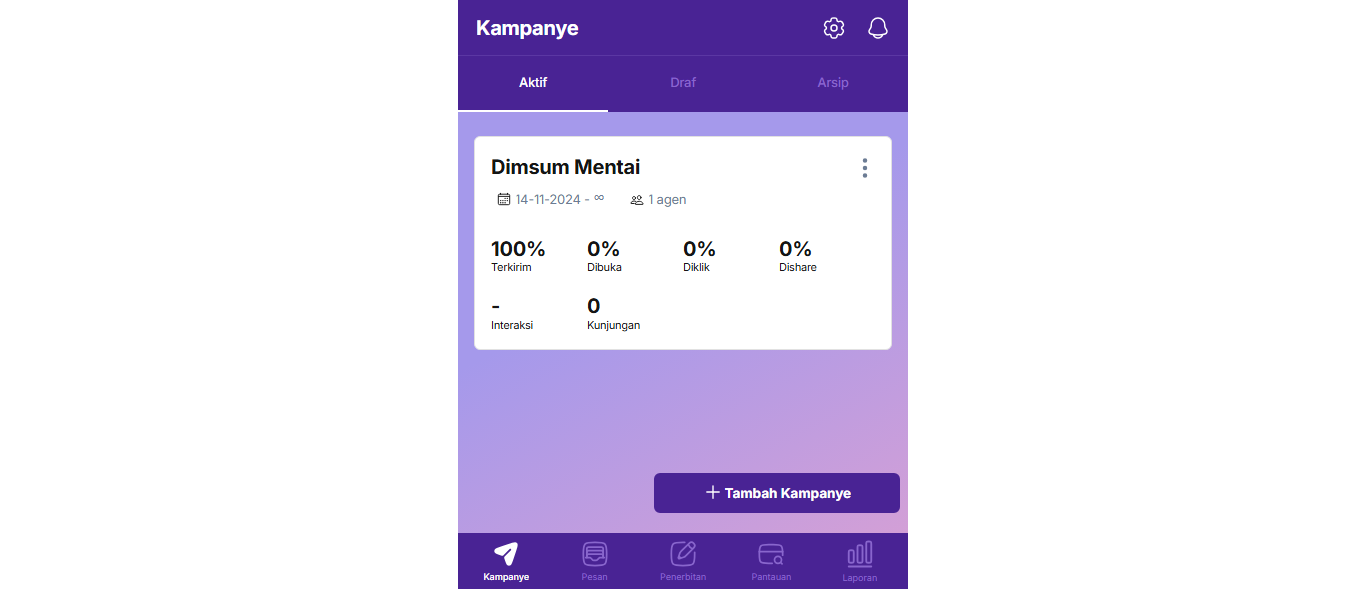 Kampanye
Aktif Draf Arsip
Dimsum Mentai
14-11-2024 - ∞ 1 agen
100% 0% 0% 0%
Terkirim Dibuka Diklik Dishare
- 0
Interaksi Kunjungan
+ Tambah Kampanye
Kampanye Pesan Penerbitan Pantauan Laporan